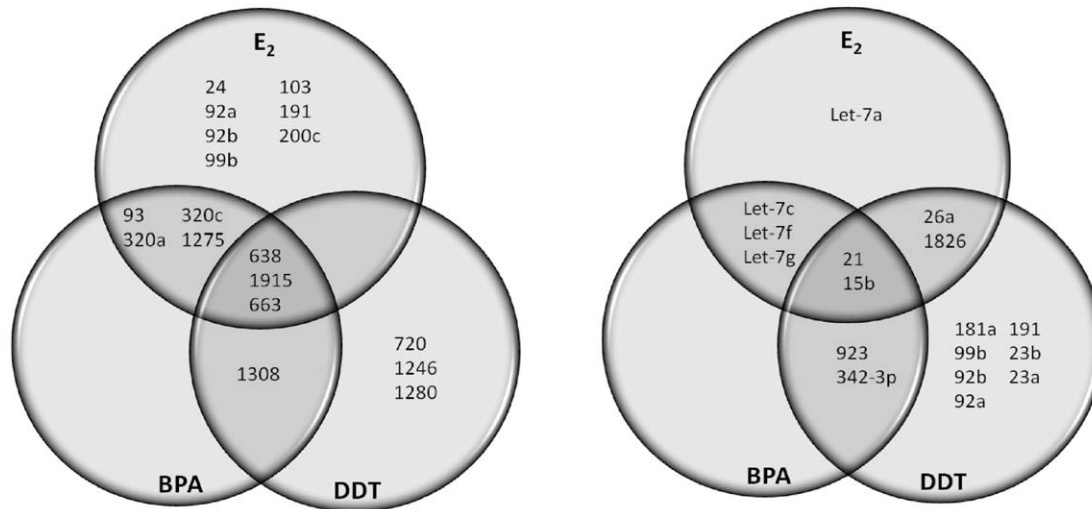 E2
24 103
92a 191
92b 200c
99b
93 320c
320a 1275
638
1915
663
1308
720
1246
1280
BPA
DDT
E2
Let-7a
Let-7c
Let-7f
Let-7g
26a
1826
21
15b
923
342-3p
181a 191
99b 23b
92b 23a
92a
BPA
DDT